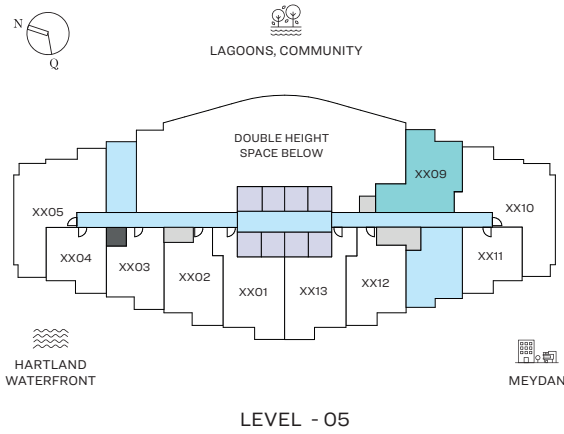 N
Q
LAGOONS, COMMUNITY
DOUBLE HEIGHT
SPACE BELOW
XX09
XX05
XX10
XX04
XX03
XX02
XX01
XX13
XX12
XX11
HARTLAND
WATERFRONT
MEYDAN
LEVEL - 05